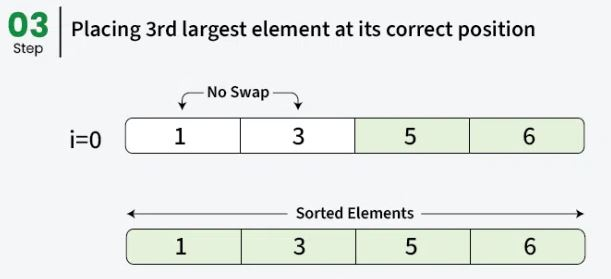 03
Step
Placing 3rd largest element at its correct position
No Swap
i=0
1 3 5 6
Sorted Elements
1 3 5 6